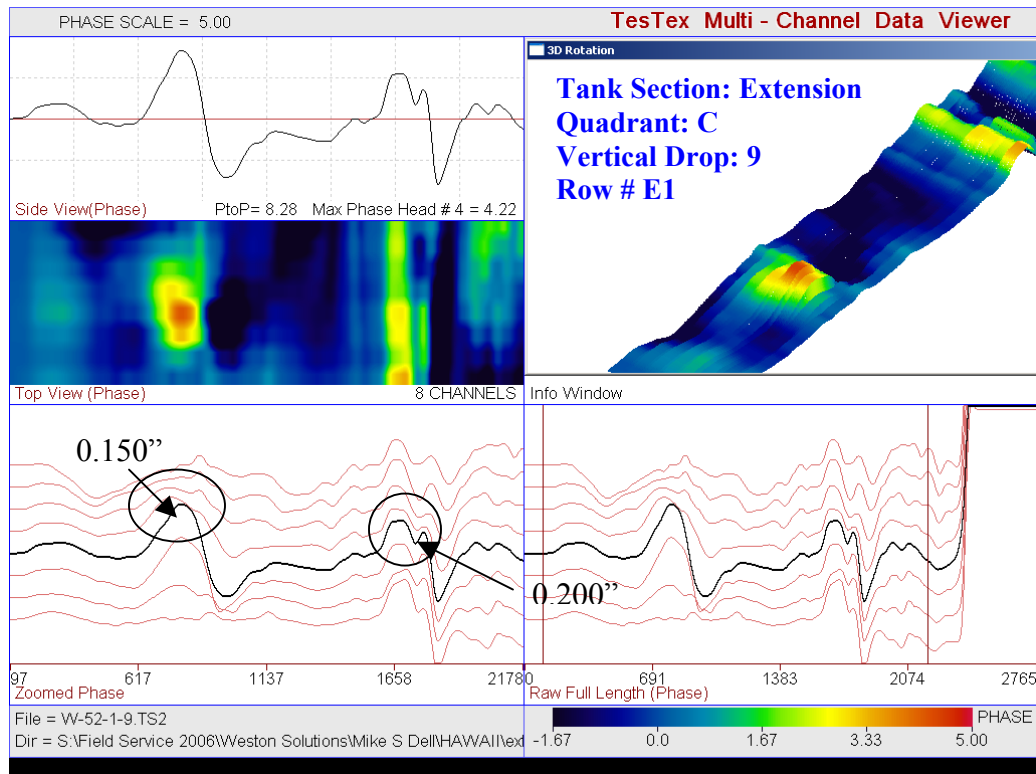 PHASE SCALE = 5.00
TesTex Multi - Channel Data Viewer
3D Rotation
Tank Section: Extension
Quadrant: C
Vertical Drop: 9
Row # E1
Side View(Phase) PtoP= 8.28 Max Phase Head # 4 = 4.22
Top View (Phase) 8 CHANNELS
Info Window
0.150”
0.200”
97 617 1137 1658 2178
Zoomed Phase
0 691 1383 2074 2765
Raw Full Length (Phase)
File = W-52-1-9.TS2
Dir = S:\Field Service 2006\Weston Solutions\Mike S Dell\HAWAII\ext
PHASE
-1.67 0.0 1.67 3.33 5.00